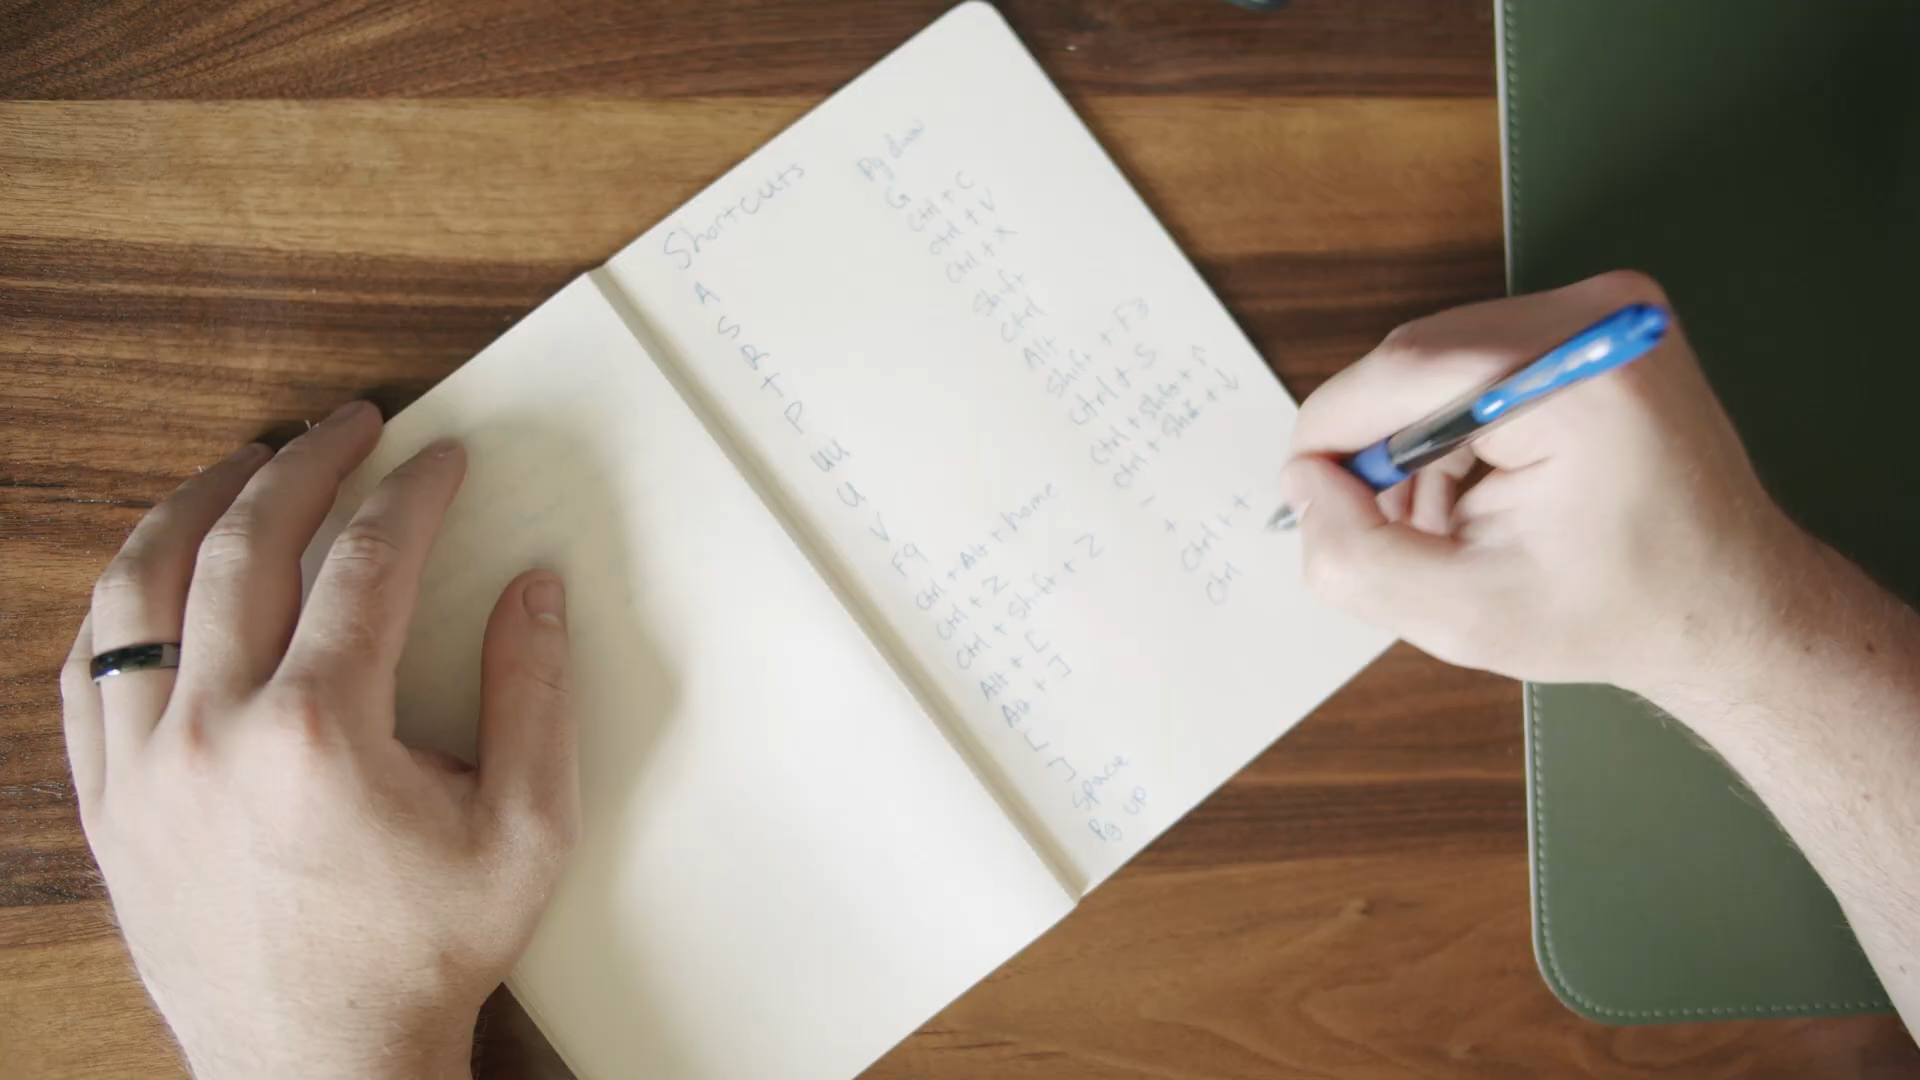 Shortcuts
A
S
R
T
P
UU
U
V
F9
Ctrl + Alt + home
Ctrl + Z
Ctrl + Shift + Z
Alt + [
Alt + ]
[
]
Space
Pg up
Pg down
G
Ctrl + C
Ctrl + V
Ctrl + X
Shift
Ctrl
Alt
Shift + F3
Ctrl + S
Ctrl + Shift + ↑
Ctrl + Shift + ↓
-
+
Ctrl + +
Ctrl